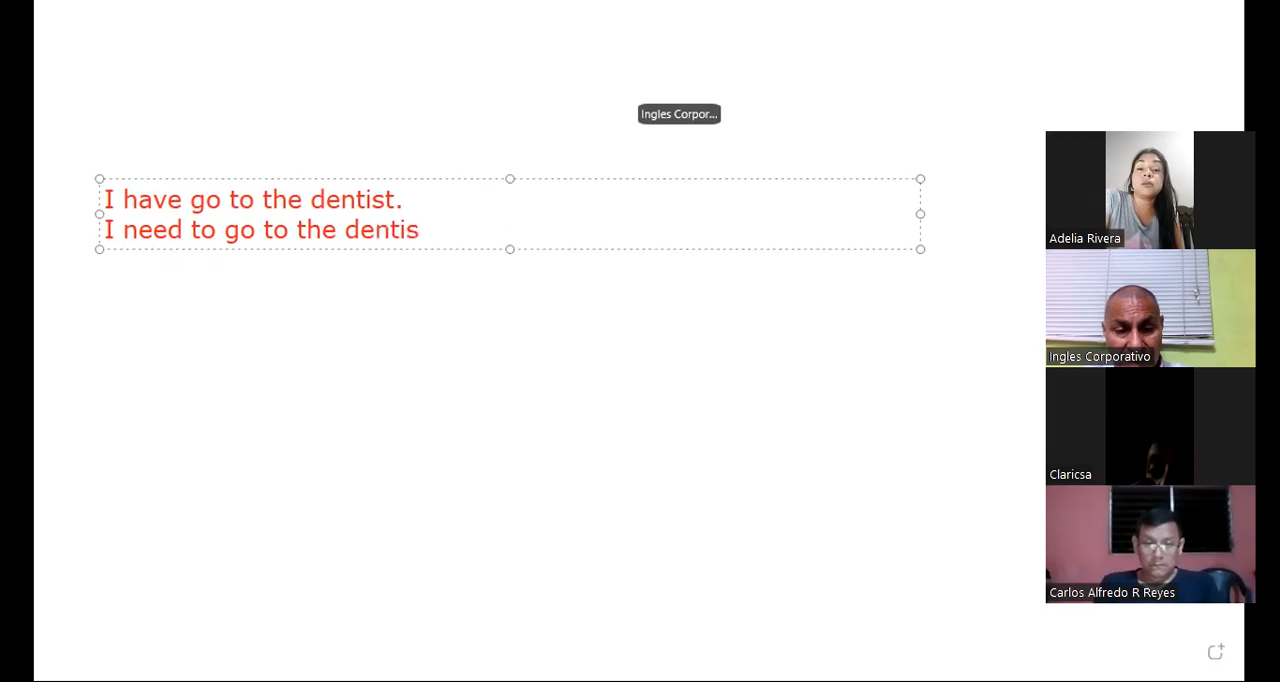 Ingles Corpor...
I have go to the dentist.
I need to go to the dentis
Adelia Rivera
Ingles Corporativo
Claricsa
Carlos Alfredo R Reyes